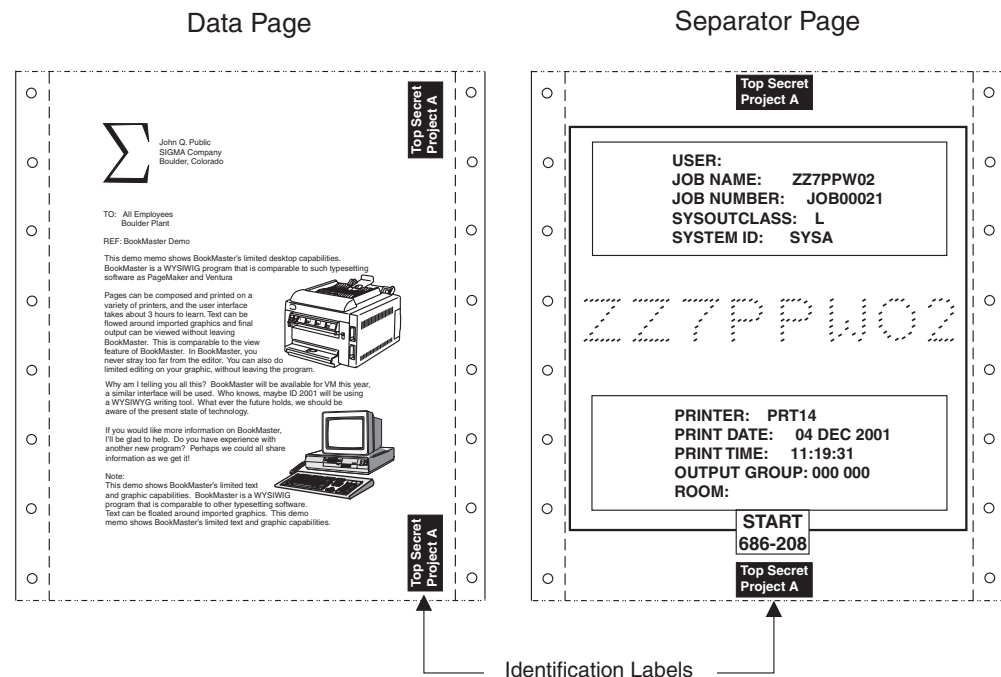 Data Page
Separator Page
Top Secret
Project A
John Q. Public
SIGMA Company
Boulder, Colorado
TO: All Employees
Boulder Plant
REF: BookMaster Demo
This demo memo shows BookMaster's limited desktop capabilities.
BookMaster is a WYSIWIG program that is comparable to such typesetting
software as PageMaker and Ventura
Pages can be composed and printed on a
variety of printers, and the user interface
takes about 3 hours to learn. Text can be
flowed around imported graphics and final
output can be viewed without leaving
BookMaster. This is comparable to the view
feature of BookMaster. In BookMaster, you
never stray too far from the editor. You can also do
limited editing on your graphic, without leaving the program.
Why am I telling you all this? BookMaster will be available for VM this year,
a similar interface will be used. Who knows, maybe ID 2001 will be using
a WYSIWYG writing tool. What ever the future holds, we should be
aware of the present state of technology.
If you would like more information on BookMaster,
I'll be glad to help. Do you have experience with
another new program? Perhaps we could all share
information as we get it!
Note:
This demo shows BookMaster's limited text
and graphic capabilities. BookMaster is a WYSIWIG
program that is comparable to other typesetting software.
Text can be floated around imported graphics. This demo
memo shows BookMaster's limited text and graphic capabilities.
Top Secret
Project A
Top Secret
Project A
USER:
JOB NAME: ZZ7PPW02
JOB NUMBER: JOB00021
SYSOUTCLASS: L
SYSTEM ID: SYSA
ZZ7PPW02
PRINTER: PRT14
PRINT DATE: 04 DEC 2001
PRINT TIME: 11:19:31
OUTPUT GROUP: 000 000
ROOM:
START
686-208
Top Secret
Project A
Identification Labels